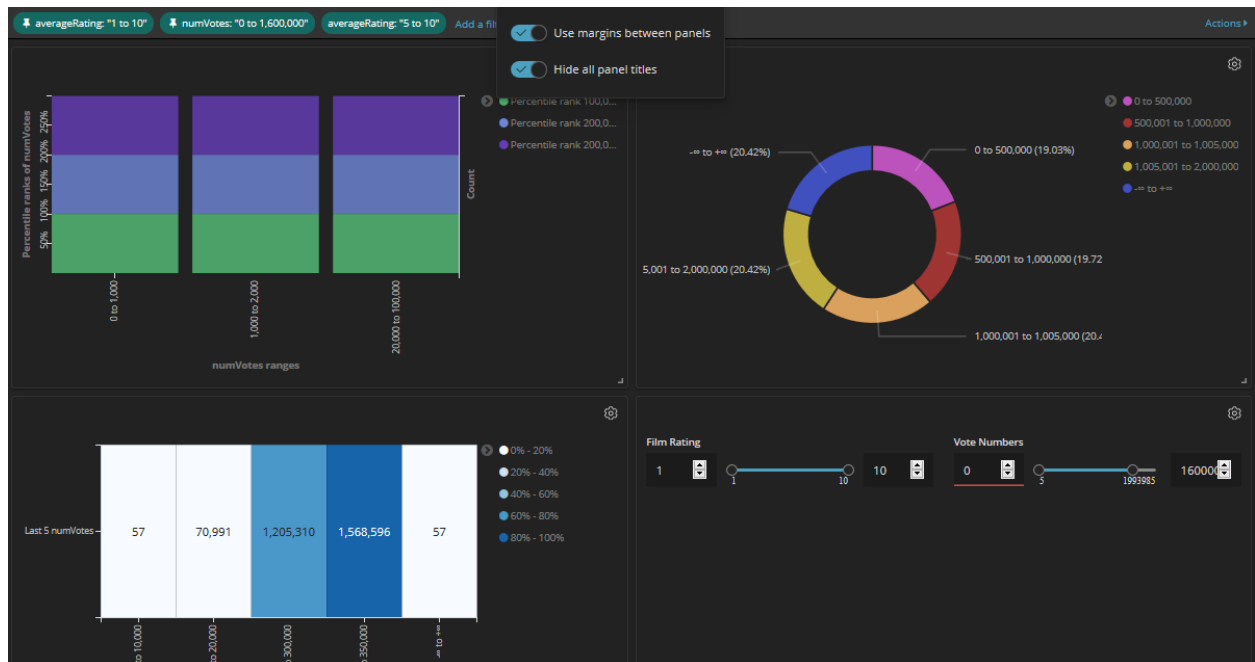 averageRating: "1 to 10" numVotes: "0 to 1,600,000" averageRating: "5 to 10" Add a fil Actions
Use margins between panels
Hide all panel titles
Percentile ranks of numVotes
250%
200%
150%
100%
50%
Count
0 to 1,000
1,000 to 2,000
20,000 to 100,000
numVotes ranges
Percentile rank 100,0...
Percentile rank 200,0...
Percentile rank 200,0...
-∞ to +∞ (20.42%)
0 to 500,000 (19.03%)
5,001 to 2,000,000 (20.42%)
500,001 to 1,000,000 (19.72
1,000,001 to 1,005,000 (20.4
0 to 500,000
500,001 to 1,000,000
1,000,001 to 1,005,000
1,005,001 to 2,000,000
-∞ to +∞
Last 5 numVotes
57 70,991 1,205,310 1,568,596 57
to 10,000
to 20,000
to 300,000
to 350,000
-∞ to +∞
0% - 20%
20% - 40%
40% - 60%
60% - 80%
80% - 100%
Film Rating
1 1 10 10
Vote Numbers
0 5 1993985 160000